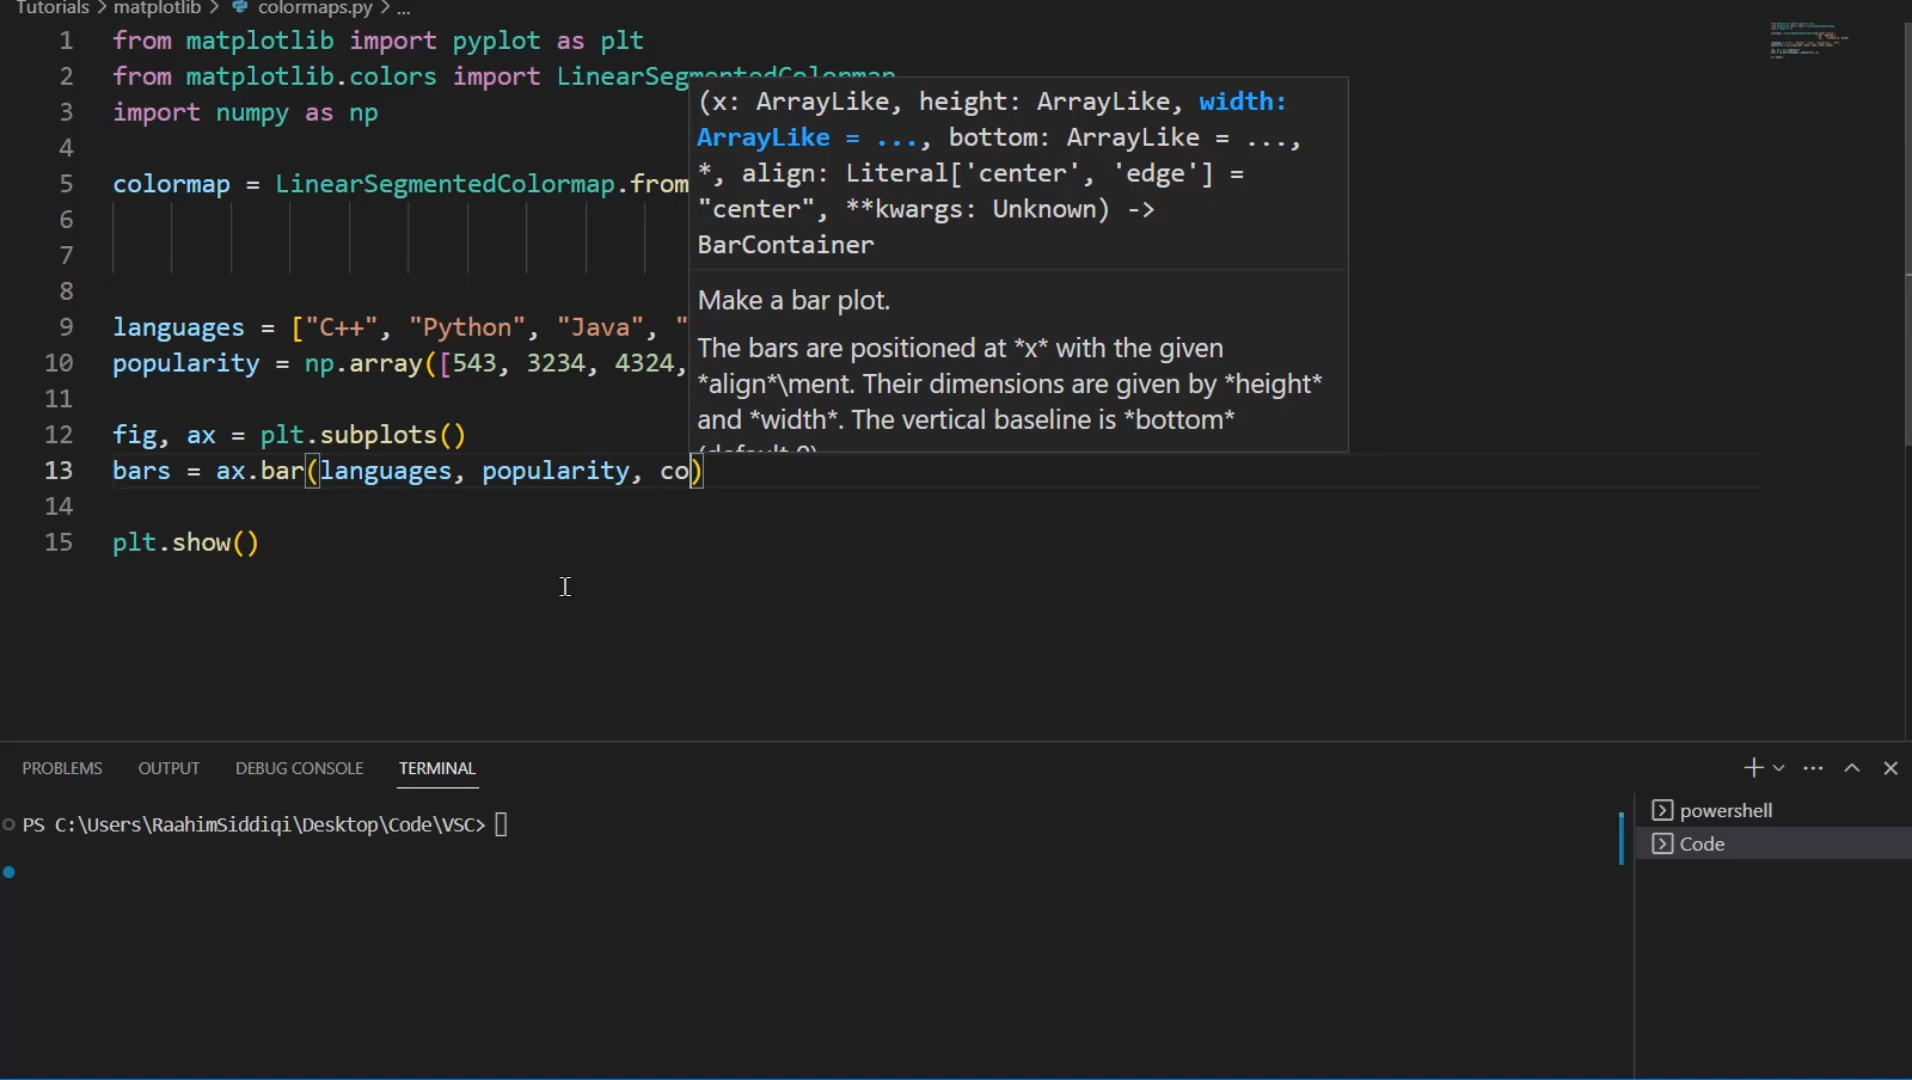 Tutorials > matplotlib > colormaps.py > ...
1 from matplotlib import pyplot as plt
2 from matplotlib.colors import LinearSegmentedColormap
3 import numpy as np
4
5 colormap = LinearSegmentedColormap.from
6
7
8
9 languages = ["C++", "Python", "Java", "
10 popularity = np.array([543, 3234, 4324,
11
12 fig, ax = plt.subplots()
13 bars = ax.bar(languages, popularity, co)
14
15 plt.show()
(x: ArrayLike, height: ArrayLike, width:
ArrayLike = ..., bottom: ArrayLike = ...,
*, align: Literal['center', 'edge'] =
"center", **kwargs: Unknown) ->
BarContainer
Make a bar plot.
The bars are positioned at *x* with the given
*align*\ment. Their dimensions are given by *height*
and *width*. The vertical baseline is *bottom*
(default 0)
PROBLEMS OUTPUT DEBUG CONSOLE TERMINAL
PS C:\Users\RaahimSiddiqi\Desktop\Code\VSC>
powershell
Code